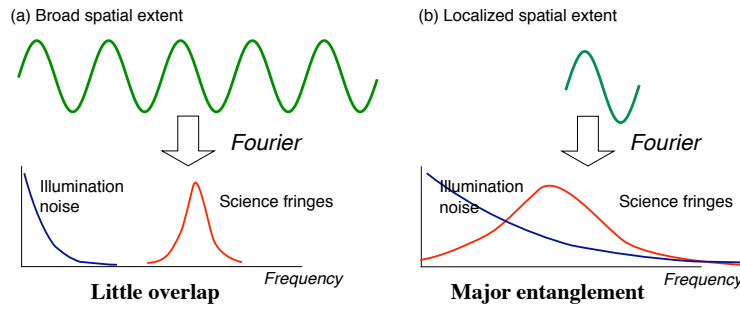 (a) Broad spatial extent
Fourier
Illumination
noise
Science fringes
Frequency
Little overlap
(b) Localized spatial extent
Fourier
Illumination
noise
Science fringes
Frequency
Major entanglement